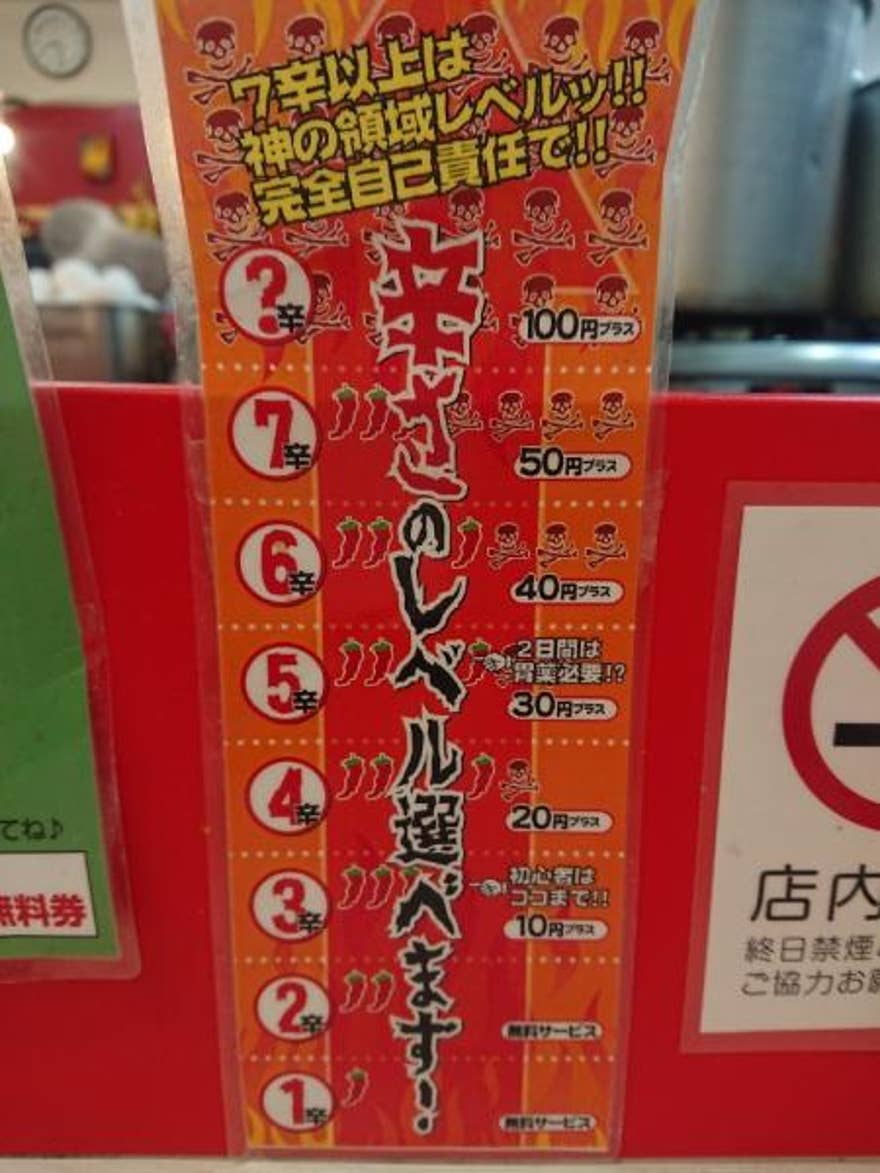 7辛以上は
神の領域レベルッ!!
完全自己責任で!!
辛さのレベル選べます!
?辛
100円プラス
7辛
50円プラス
6辛
40円プラス
5辛
2日間は
胃薬必要!?
30円プラス
4辛
20円プラス
3辛
初心者は
ココまで!!
10円プラス
2辛
無料サービス
1辛
無料サービス
てね♪
無料券
店内
終日禁煙
ご協力お願